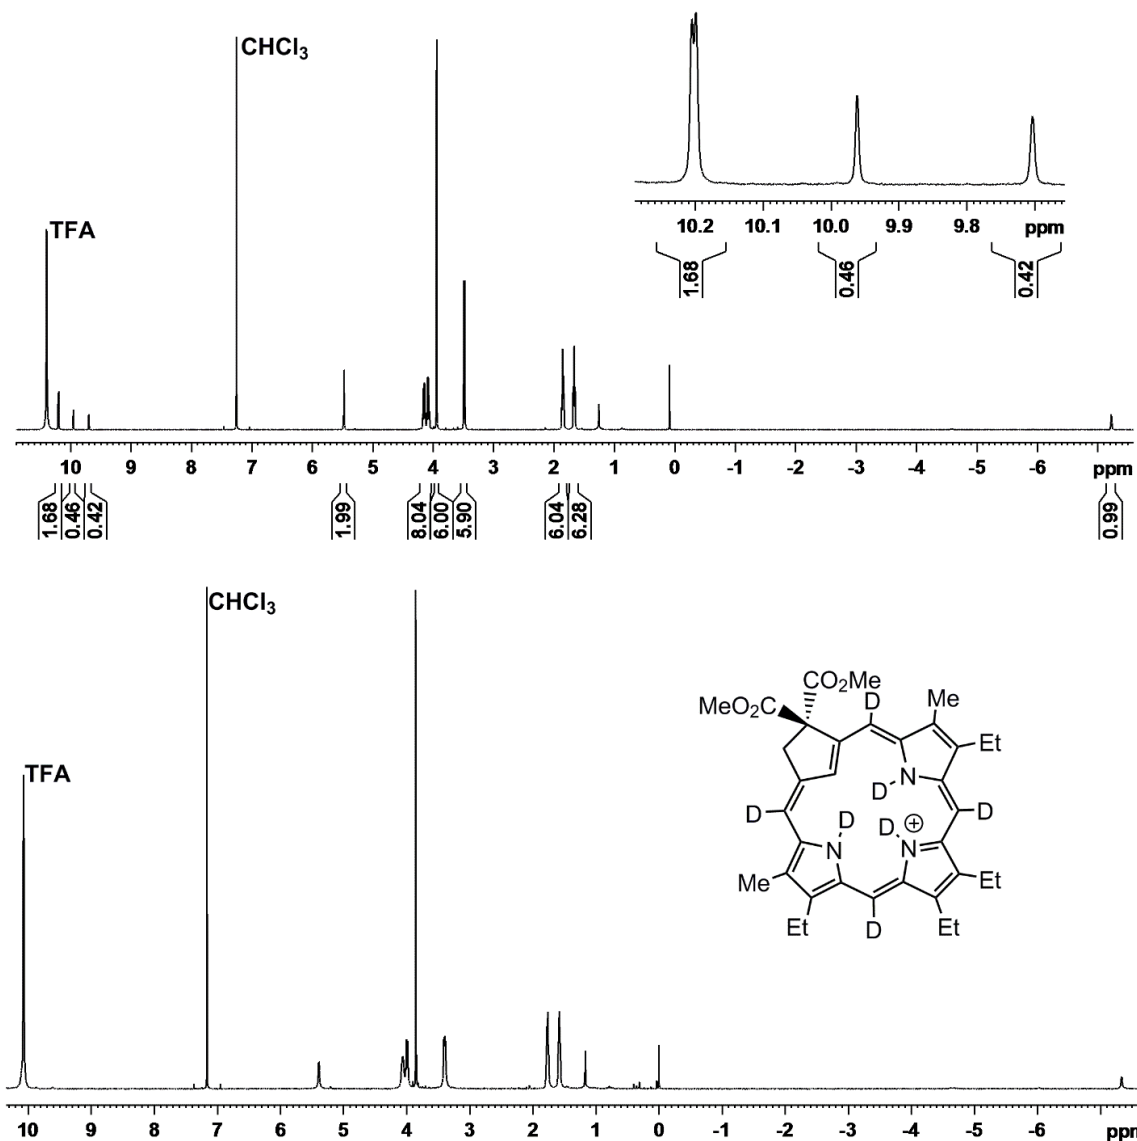 CHCl3
TFA
10.2 10.1 10.0 9.9 9.8 ppm
1.68 0.46 0.42
10 9 8 7 6 5 4 3 2 1 0 -1 -2 -3 -4 -5 -6 ppm
1.68 0.46 0.42 1.99 8.04 6.00 5.90 6.04 6.28 0.99
CHCl3
TFA
CO2Me
MeO2C
D
Me
Et
N
D
D
D
D
D
N
N
⊕
Me
Et
Et
Et
D
10 9 8 7 6 5 4 3 2 1 0 -1 -2 -3 -4 -5 -6 ppm